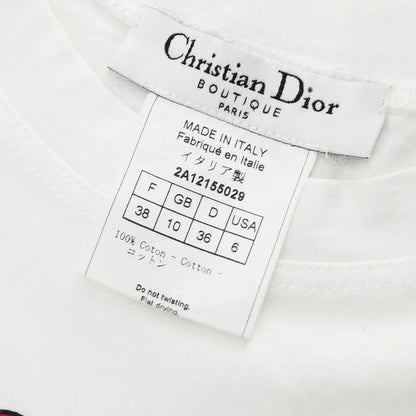 Christian Dior
BOUTIQUE
PARIS
MADE IN ITALY
Fabriqué en Italie
イタリア製
2A12155029
F GB D USA
38 10 36 6
100% Coton - Cotton -
コットン
Do not twisting.
Flat drying.